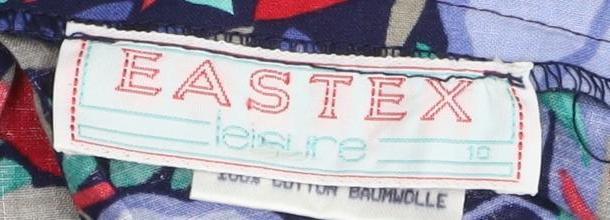 EASTEX
leisure
10
100% COTTON BAUMWOLLE